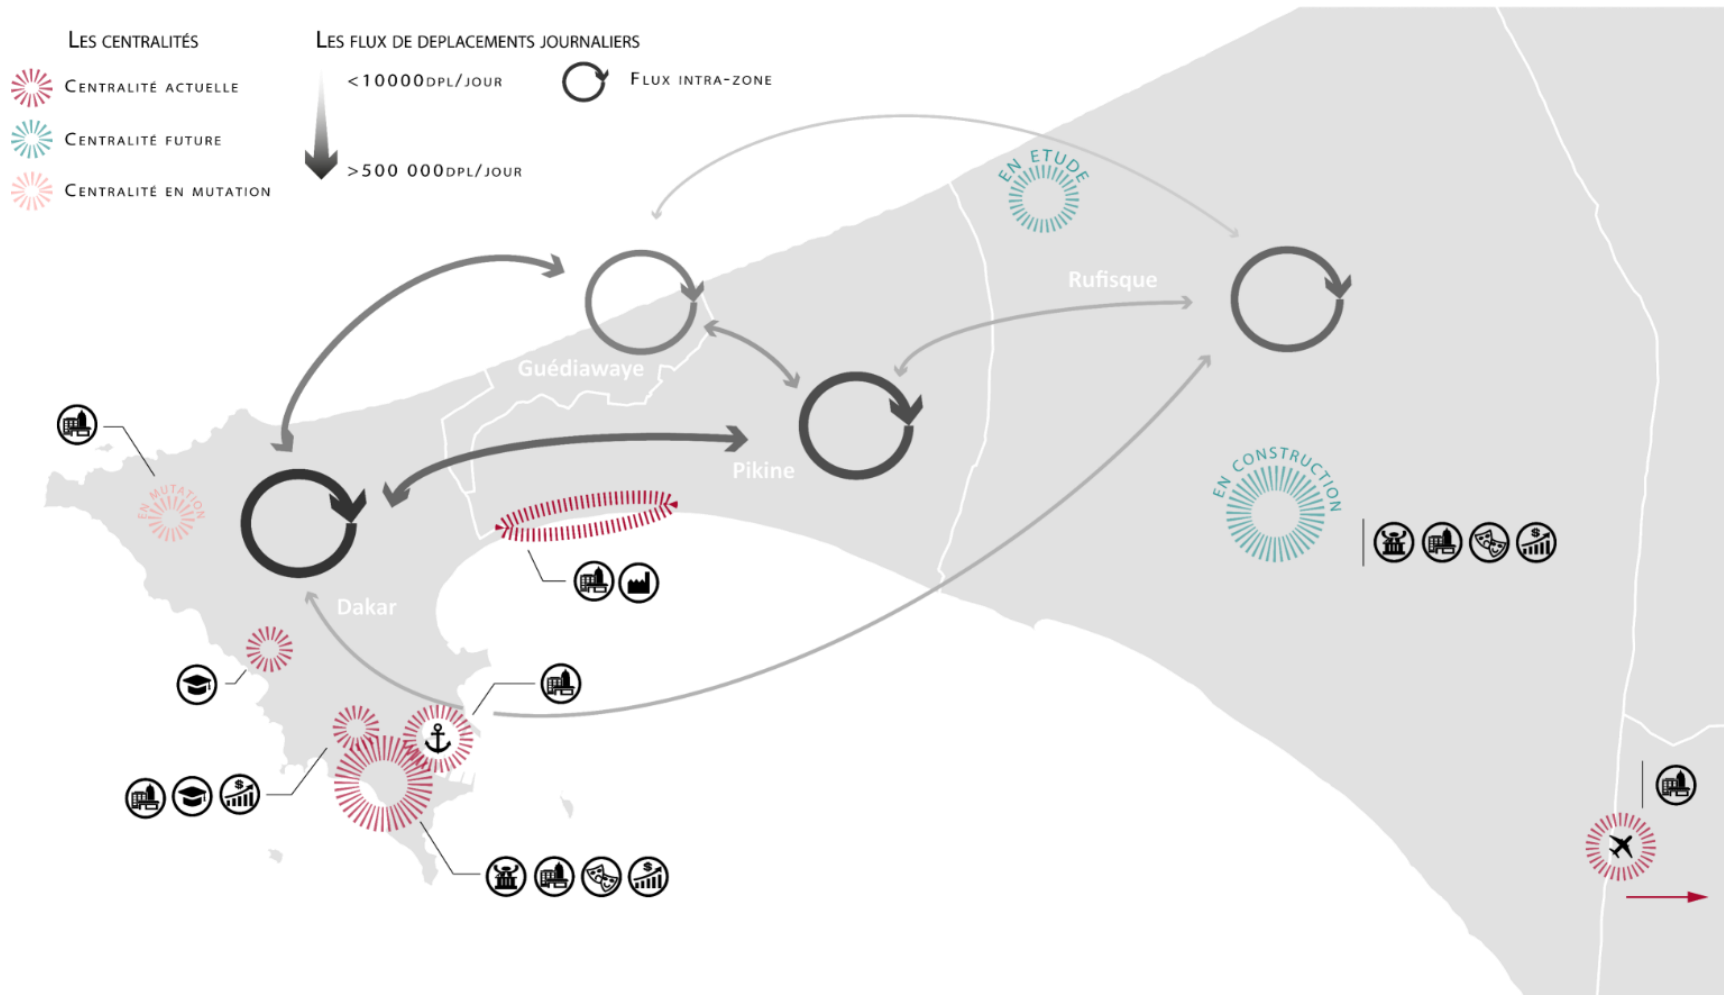 LES CENTRALITÉS
CENTRALITÉ ACTUELLE
CENTRALITÉ FUTURE
CENTRALITÉ EN MUTATION
LES FLUX DE DEPLACEMENTS JOURNALIERS
<10000DPL/JOUR
>500 000DPL/JOUR
FLUX INTRA-ZONE
EN ETUDE
Rufisque
Guédiawaye
Pikine
EN CONSTRUCTION
EN MUTATION
Dakar
$
$
$